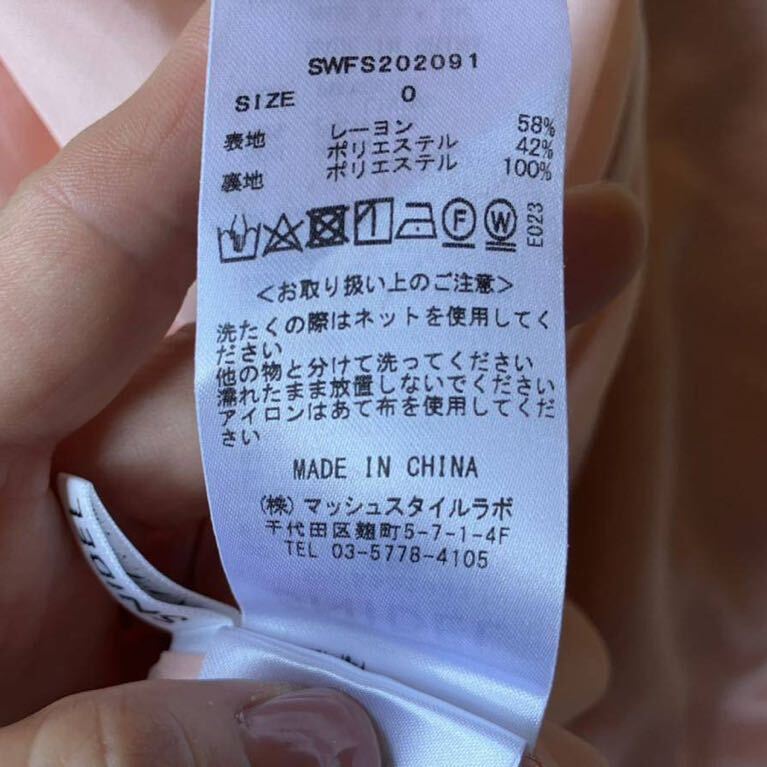 SWFS202091
SIZE 0
表地 レーヨン 58%
ポリエステル 42%
裏地 ポリエステル 100%
F W E023
<お取り扱い上のご注意>
洗たくの際はネットを使用してく
ださい
他の物と分けて洗ってください
濡れたまま放置しないでください
アイロンはあて布を使用してくだ
さい
MADE IN CHINA
(株)マッシュスタイルラボ
千代田区麹町5-7-1-4F
TEL 03-5778-4105
SNIDEL